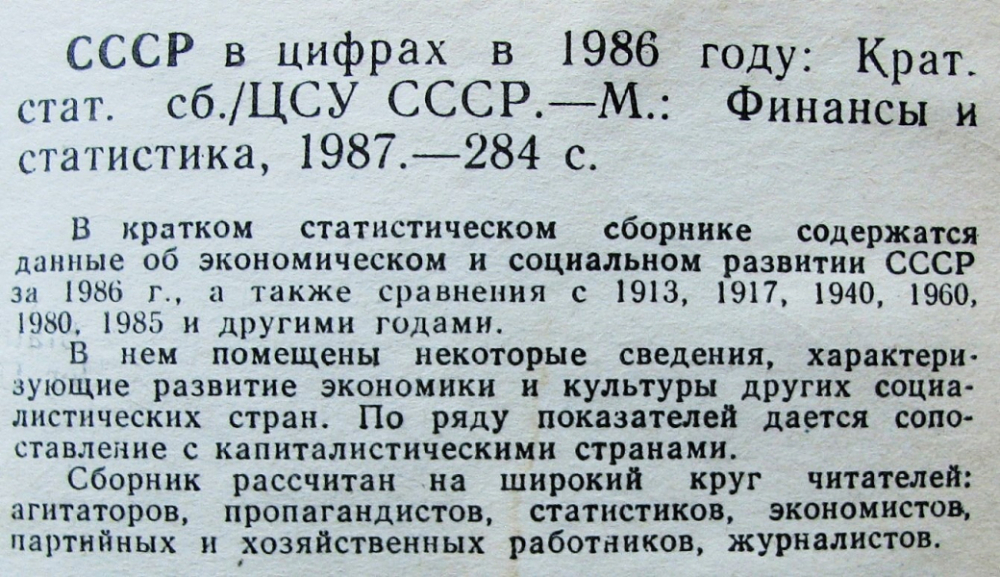 СССР в цифрах в 1986 году: Крат.
стат. сб./ЦСУ СССР.—М.: Финансы и
статистика, 1987.—284 с.
В кратком статистическом сборнике содержатся
данные об экономическом и социальном развитии СССР
за 1986 г., а также сравнения с 1913, 1917, 1940, 1960,
1980, 1985 и другими годами.
В нем помещены некоторые сведения, характери-
зующие развитие экономики и культуры других социа-
листических стран. По ряду показателей дается сопо-
ставление с капиталистическими странами.
Сборник рассчитан на широкий круг читателей:
агитаторов, пропагандистов, статистиков, экономистов,
партийных и хозяйственных работников, журналистов.